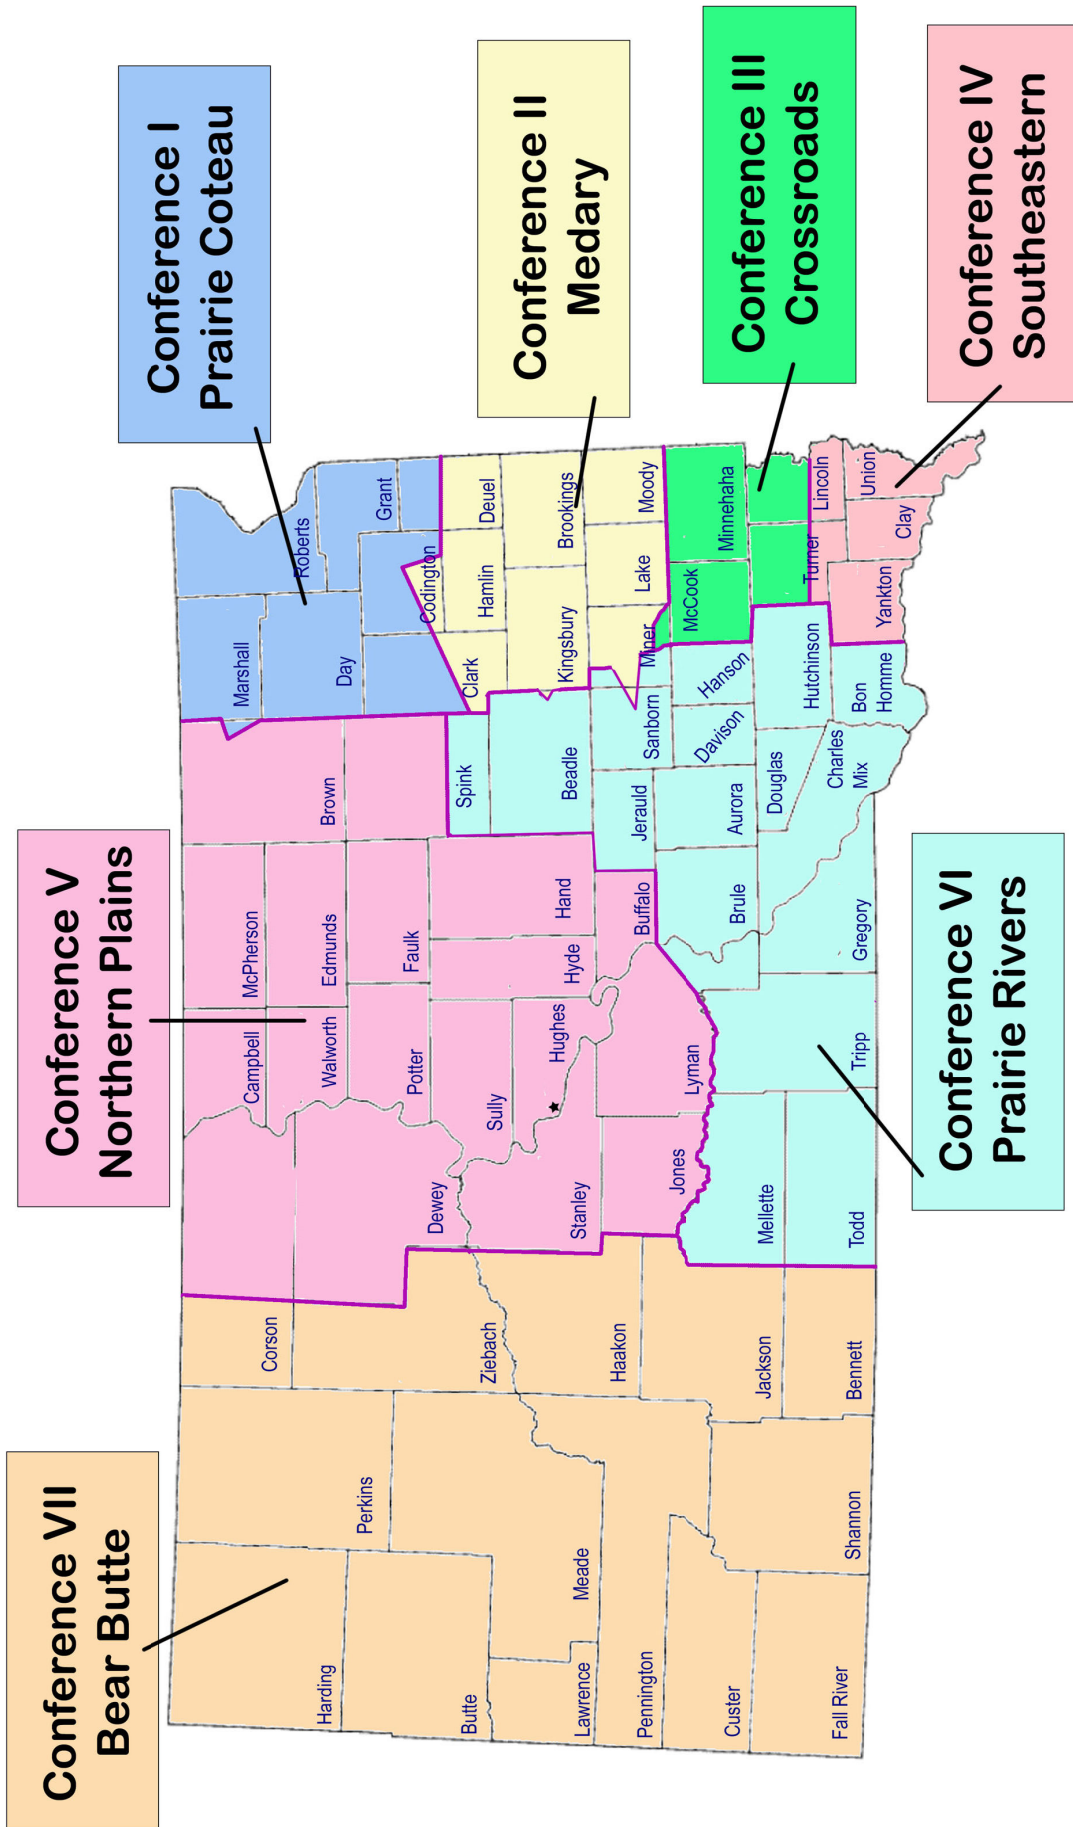 Conference VII
Bear Butte
Conference V
Northern Plains
Conference I
Prairie Coteau
Conference II
Medary
Conference III
Crossroads
Conference IV
Southeastern
Conference VI
Prairie Rivers
Harding
Perkins
Corson
Campbell
McPherson
Brown
Marshall
Roberts
Butte
Meade
Ziebach
Dewey
Walworth
Edmunds
Day
Grant
Potter
Faulk
Spink
Clark
Codington
Hamlin
Deuel
Lawrence
Haakon
Stanley
Sully
Hughes
Hyde
Hand
Beadle
Kingsbury
Brookings
Pennington
Jackson
Jones
Lyman
Buffalo
Jerauld
Sanborn
Miner
Lake
Moody
Custer
Mellette
Brule
Aurora
Davison
Hanson
McCook
Minnehaha
Fall River
Shannon
Bennett
Todd
Tripp
Gregory
Charles
Mix
Douglas
Hutchinson
Turner
Lincoln
Bon
Homme
Yankton
Clay
Union